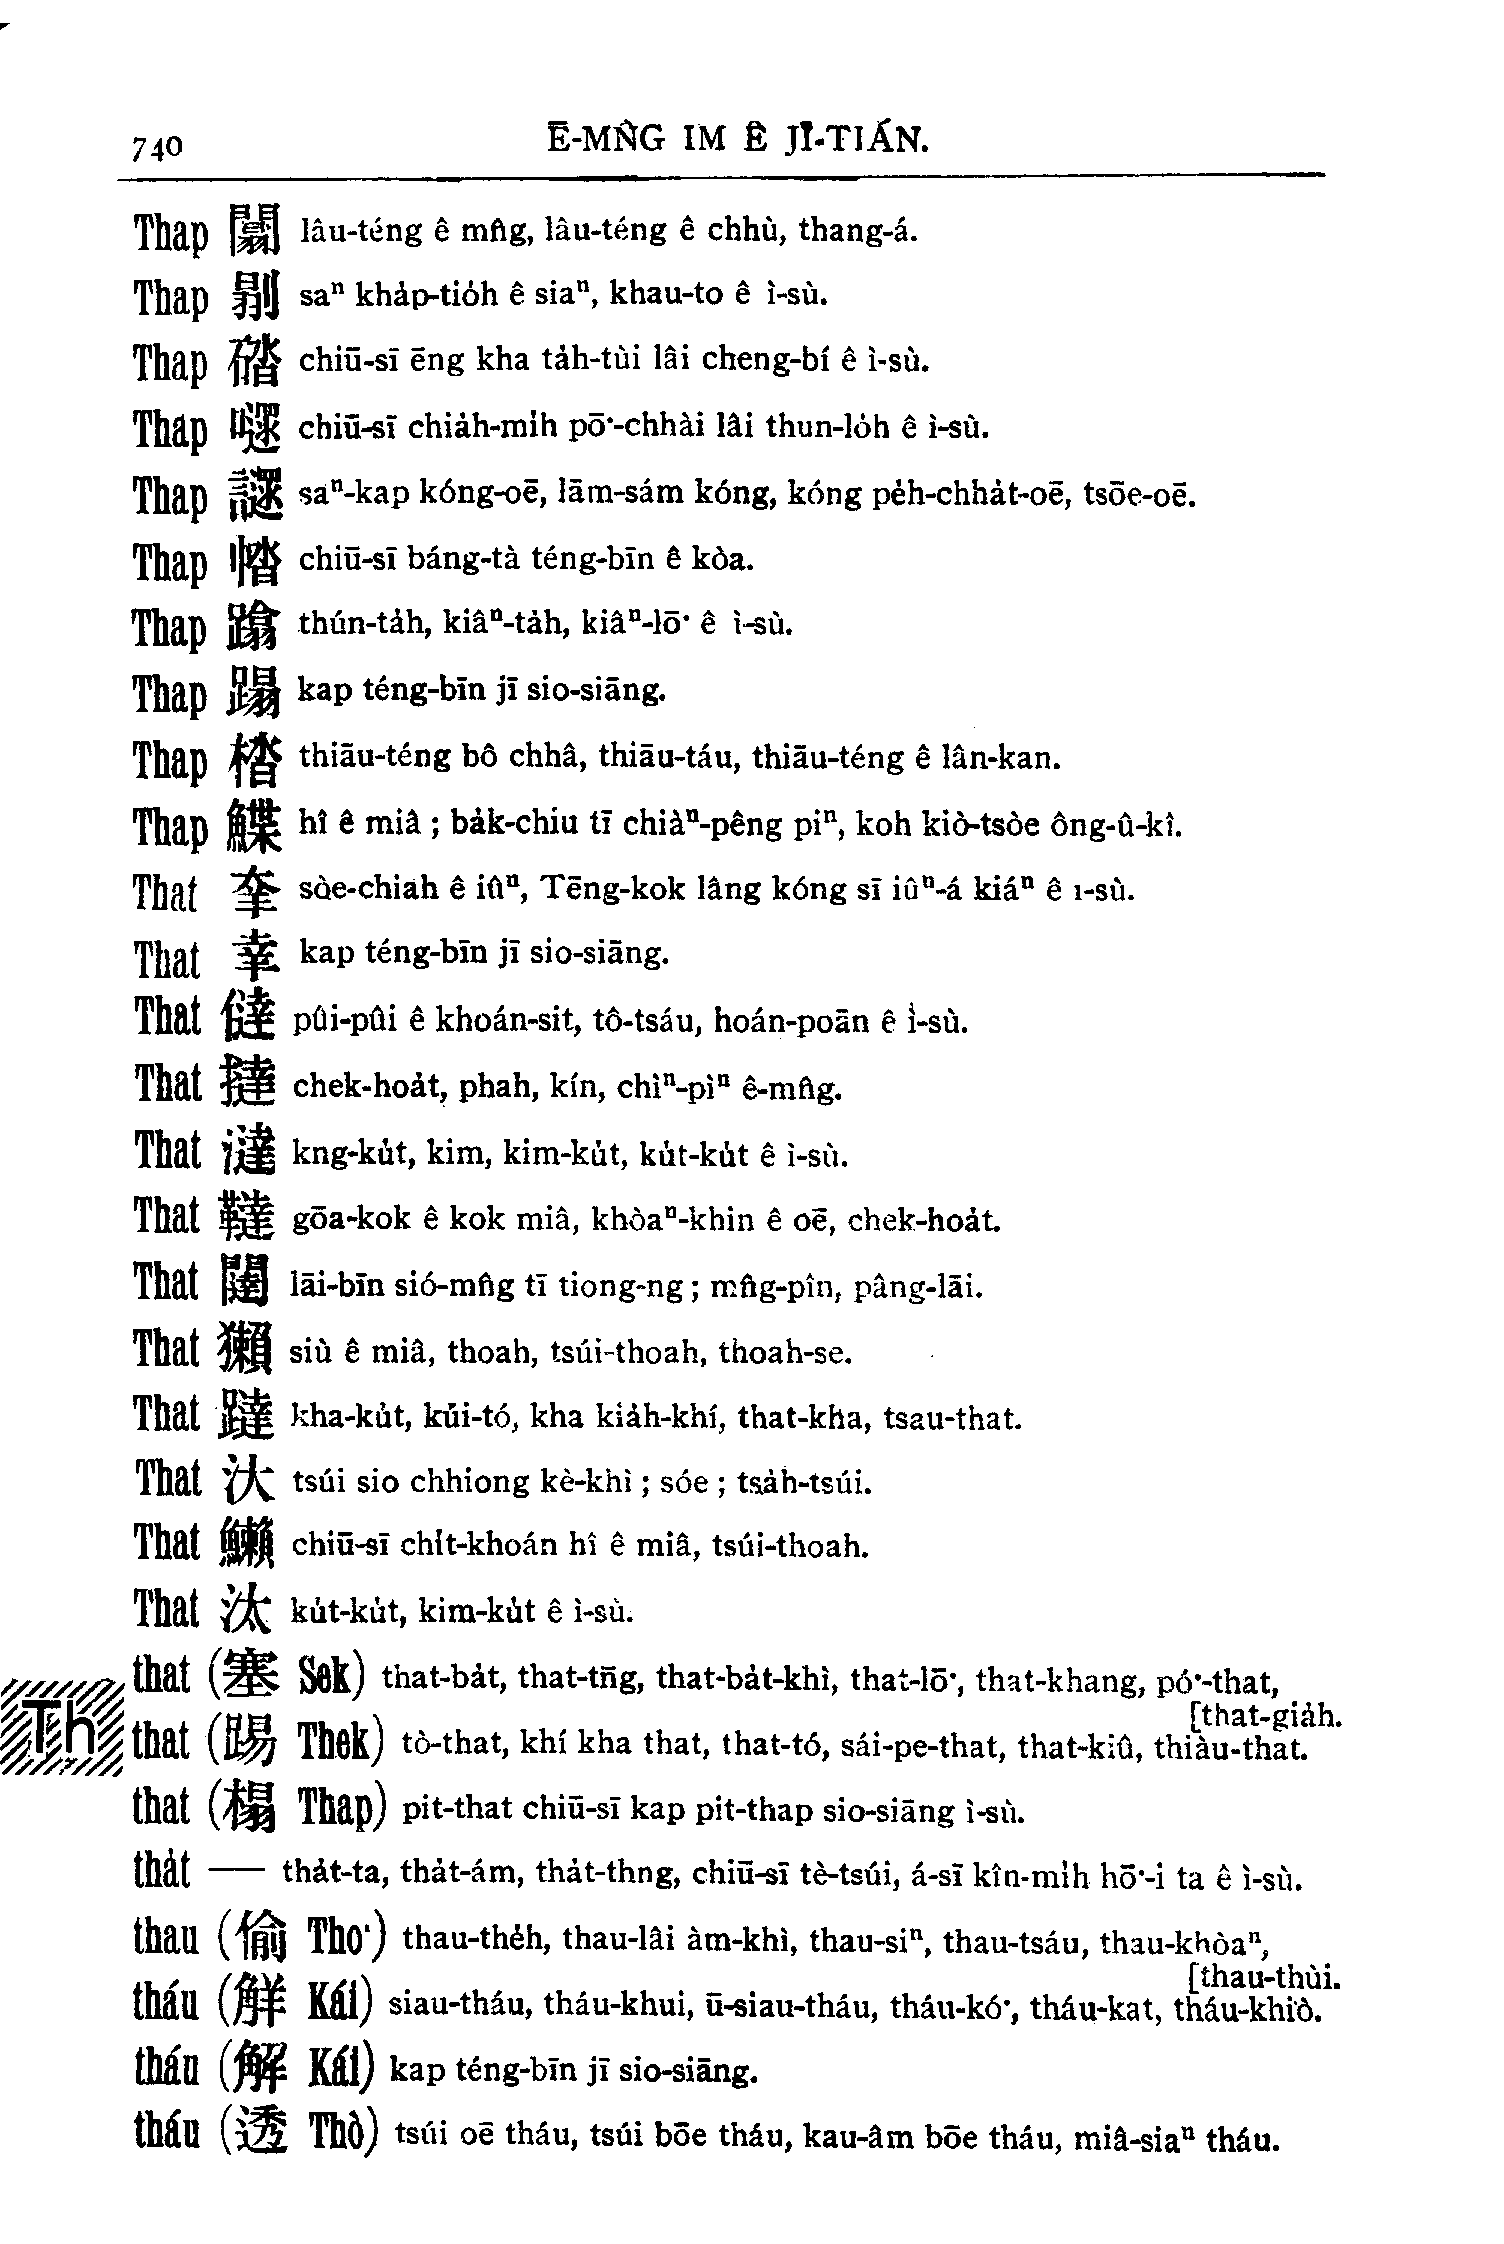 740
Ē-MN̂G IM Ê JĪ-TIÁN.
Thap 闒 lâu-téng ê mn̂g, lâu-téng ê chhù, thang-á.
Thap 剔 saⁿ kha̍p-tio̍h ê siaⁿ, khau-to ê ì-sù.
Thap 䃚 chiū-sī ēng kha ta̍h-tùi lâi cheng-bí ê ì-sù.
Thap 嚃 chiū-sī chia̍h-mi̍h pō͘-chhài lâi thun-lo̍h ê ì-sù.
Thap 譶 saⁿ-kap kóng-oē, lām-sám kóng, kóng pe̍h-chha̍t-oē, tsōe-oē.
Thap chiū-sī báng-tà téng-bīn ê kòa.
Thap 蹹 thún-ta̍h, kiâⁿ-ta̍h, kiâⁿ-lō͘ ê ì-sù.
Thap 蹋 kap téng-bīn jī sio-siāng.
Thap 楷 thiāu-téng bô chhâ, thiāu-táu, thiāu-téng ê lân-kan.
Thap 鰈 hî ê miâ ; ba̍k-chiu tī chiàⁿ-pêng piⁿ, koh kiò-tsòe ông-û-kî.
That 羍 sòe-chiah ê iûⁿ, Tēng-kok lâng kóng sī iûⁿ-á kiáⁿ ê ı-sù.
That 𦍒 kap téng-bīn jī sio-siāng.
That 㒓 pûi-pûi ê khoán-sit, tô-tsáu, hoán-poān ê ì-sù.
That 撻 chek-hoa̍t, phah, kín, chìⁿ-pìⁿ ê-mn̂g.
That 澾 kng-ku̍t, kim, kim-ku̍t, ku̍t-ku̍t ê ì-sù.
That 韃 gōa-kok ê kok miâ, khòaⁿ-khin ê oē, chek-hoa̍t.
That 闥 lāi-bīn sió-mn̂g tī tiong-ng ; mn̂g-pîn, pâng-lāi.
That 獺 siù ê miâ, thoah, tsúi-thoah, thoah-se.
That 躂 kha-ku̍t, kúi-tó, kha kia̍h-khí, that-kha, tsau-that.
That 汏 tsúi sio chhiong kè-khì ; sóe ; tsa̍h-tsúi.
That 鱲 chiū-sī chi̍t-khoán hî ê miâ, tsúi-thoah.
That 汰 ku̍t-ku̍t, kim-ku̍t ê ì-sù.
that (塞 Sek) that-ba̍t, that-tn̄g, that-ba̍t-khì, that-lō͘, that-khang, pó͘-that,
[that-gia̍h.
Th
that (踢 Thek) tò-that, khí kha that, that-tó, sái-pe-that, that-kiû, thiàu-that.
that (榻 Thap) pit-that chiū-sī kap pit-thap sio-siāng ì-sù.
tha̍t — tha̍t-ta, tha̍t-ám, tha̍t-thng, chiū-sī tè-tsúi, á-sī kîn-mi̍h hō͘-i ta ê ì-sù.
thau (偷 Tho͘) thau-the̍h, thau-lâi àm-khì, thau-siⁿ, thau-tsáu, thau-khòaⁿ,
[thau-thùi.
tháu (觧 Kái) siau-tháu, tháu-khui, ū-siau-tháu, tháu-kó͘, tháu-kat, tháu-khiò.
tháu (解 Kái) kap téng-bīn jī sio-siāng.
tháu (透 Thò) tsúi oē tháu, tsúi bōe tháu, kau-âm bōe tháu, miâ-siaⁿ tháu.